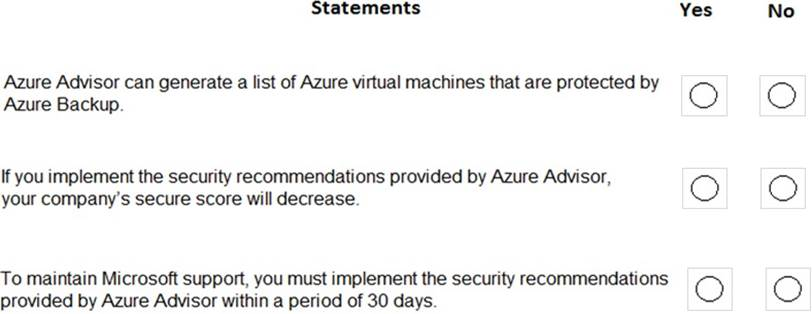 Statements Yes No
Azure Advisor can generate a list of Azure virtual machines that are protected by
Azure Backup.
If you implement the security recommendations provided by Azure Advisor,
your company's secure score will decrease.
To maintain Microsoft support, you must implement the security recommendations
provided by Azure Advisor within a period of 30 days.